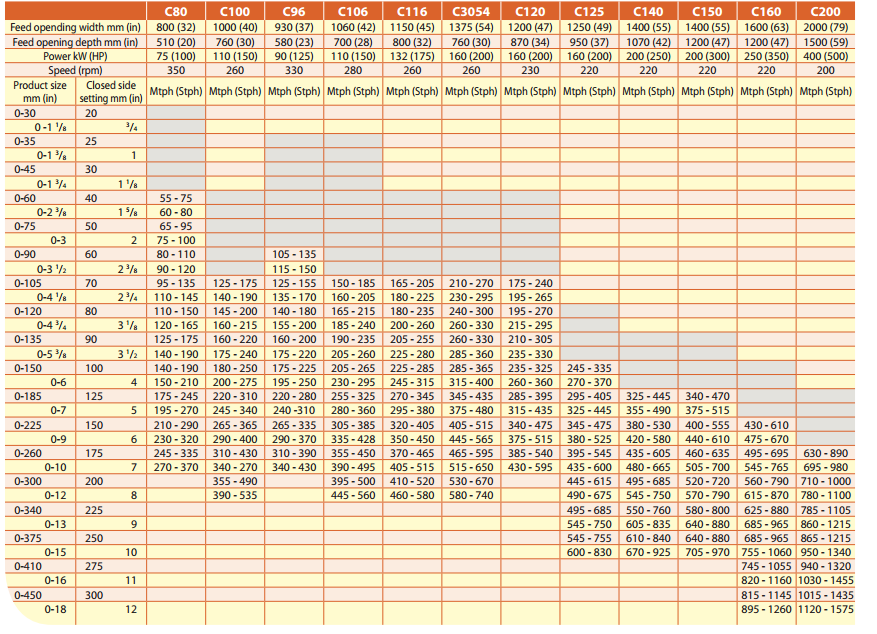 C80 C100 C96 C106 C116 C3054 C120 C125 C140 C150 C160 C200
Feed opending width mm (in) 800 (32) 1000 (40) 930 (37) 1060 (42) 1150 (45) 1375 (54) 1200 (47) 1250 (49) 1400 (55) 1400 (55) 1600 (63) 2000 (79)
Feed opening depth mm (in) 510 (20) 760 (30) 580 (23) 700 (28) 800 (32) 760 (30) 870 (34) 950 (37) 1070 (42) 1200 (47) 1200 (47) 1500 (59)
Power kW (HP) 75 (100) 110 (150) 90 (125) 110 (150) 132 (175) 160 (200) 160 (200) 160 (200) 200 (250) 200 (300) 250 (350) 400 (500)
Speed (rpm) 350 260 330 280 260 260 230 220 220 220 220 200
Product size Closed side
mm (in) setting mm (in) Mtph (Stph) Mtph (Stph) Mtph (Stph) Mtph (Stph) Mtph (Stph) Mtph (Stph) Mtph (Stph) Mtph (Stph) Mtph (Stph) Mtph (Stph) Mtph (Stph) Mtph (Stph)
0-30 20
0 -1 1/8 3/4
0-35 25
0-1 3/8 1
0-45 30
0-1 3/4 1 1/8
0-60 40 55 - 75
0-2 3/8 1 5/8 60 - 80
0-75 50 65 - 95
0-3 2 75 - 100
0-90 60 80 - 110 105 - 135
0-3 1/2 2 3/8 90 - 120 115 - 150
0-105 70 95 - 135 125 - 175 125 - 155 150 - 185 165 - 205 210 - 270 175 - 240
0-4 1/8 2 3/4 110 - 145 140 - 190 135 - 170 160 - 205 180 - 225 230 - 295 195 - 265
0-120 80 110 - 150 145 - 200 140 - 180 165 - 215 180 - 235 240 - 300 195 - 270
0-4 3/4 3 1/8 120 - 165 160 - 215 155 - 200 185 - 240 200 - 260 260 - 330 215 - 295
0-135 90 125 - 175 160 - 220 160 - 200 190 - 235 205 - 255 260 - 330 210 - 305
0-5 3/8 3 1/2 140 - 190 175 - 240 175 - 220 205 - 260 225 - 280 285 - 360 235 - 330
0-150 100 140 - 190 180 - 250 175 - 225 205 - 265 225 - 285 285 - 365 235 - 325 245 - 335
0-6 4 150 - 210 200 - 275 195 - 250 230 - 295 245 - 315 315 - 400 260 - 360 270 - 370
0-185 125 175 - 245 220 - 310 220 - 280 255 - 325 270 - 345 345 - 435 285 - 395 295 - 405 325 - 445 340 - 470
0-7 5 195 - 270 245 - 340 240 -310 280 - 360 295 - 380 375 - 480 315 - 435 325 - 445 355 - 490 375 - 515
0-225 150 210 - 290 265 - 365 265 - 335 305 - 385 320 - 405 405 - 515 340 - 475 345 - 475 380 - 530 400 - 555 430 - 610
0-9 6 230 - 320 290 - 400 290 - 370 335 - 428 350 - 450 445 - 565 375 - 515 380 - 525 420 - 580 440 - 610 475 - 670
0-260 175 245 - 335 310 - 430 310 - 390 355 - 450 370 - 465 465 - 595 385 - 540 395 - 545 435 - 605 460 - 635 495 - 695 630 - 890
0-10 7 270 - 370 340 - 270 340 - 430 390 - 495 405 - 515 515 - 650 430 - 595 435 - 600 480 - 665 505 - 700 545 - 765 695 - 980
0-300 200 355 - 490 395 - 500 410 - 520 530 - 670 445 - 615 495 - 685 520 - 720 560 - 790 710 - 1000
0-12 8 390 - 535 445 - 560 460 - 580 580 - 740 490 - 675 545 - 750 570 - 790 615 - 870 780 - 1100
0-340 225 495 - 685 550 - 760 580 - 800 625 - 880 785 - 1105
0-13 9 545 - 750 605 - 835 640 - 880 685 - 965 860 - 1215
0-375 250 545 - 755 610 - 840 640 - 880 685 - 965 865 - 1215
0-15 10 600 - 830 670 - 925 705 - 970 755 - 1060 950 - 1340
0-410 275 745 - 1055 940 - 1320
0-16 11 820 - 1160 1030 - 1455
0-450 300 815 - 1145 1015 - 1435
0-18 12 895 - 1260 1120 - 1575